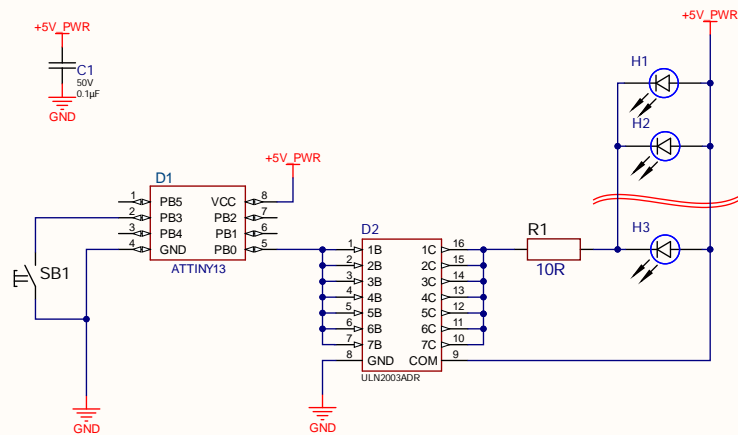 +5V_PWR
+5V_PWR
C1
50V
0.1µF
GND
H1
H2
H3
+5V_PWR
D1
1 PB5 VCC 8
2 PB3 PB2 7
3 PB4 PB1 6
4 GND PB0 5
ATTINY13
SB1
GND
D2
1 1B 1C 16
2 2B 2C 15
3 3B 3C 14
4 4B 4C 13
5 5B 5C 12
6 6B 6C 11
7 7B 7C 10
8 GND COM 9
ULN2003ADR
GND
R1
10R